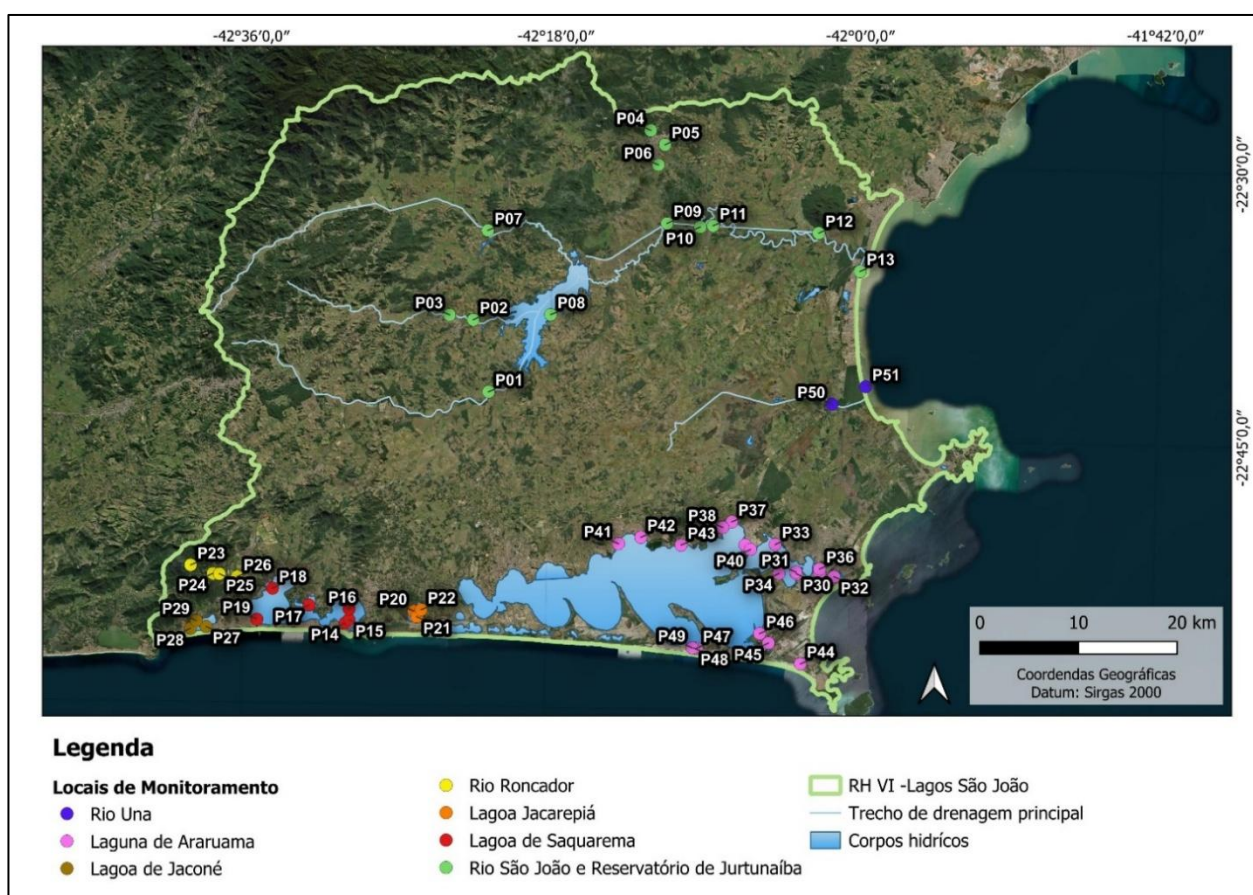 -42°36'0,0"
-42°18'0,0"
-42°0'0,0"
-41°42'0,0"
P04
P05
P06
-22°30'0,0"
P07
P09
P11
P10
P12
P13
P03
P02
P08
P01
P51
P50
-22°45'0,0"
P38
P37
P41
P42
P43
P33
P40
P31
P36
P34
P30
P32
P23
P26
P18
P24
P25
P29
P19
P17
P16
P20
P22
P28
P27
P14
P15
P21
P49
P47
P46
P48
P45
P44
0 10 20 km
Coordendas Geográficas
Datum: Sirgas 2000
Legenda
Locais de Monitoramento
Rio Una
Laguna de Araruama
Lagoa de Jaconé
Rio Roncador
Lagoa Jacarepiá
Lagoa de Saquarema
Rio São João e Reservatório de Jurtunaíba
RH VI -Lagos São João
Trecho de drenagem principal
Corpos hidrícos